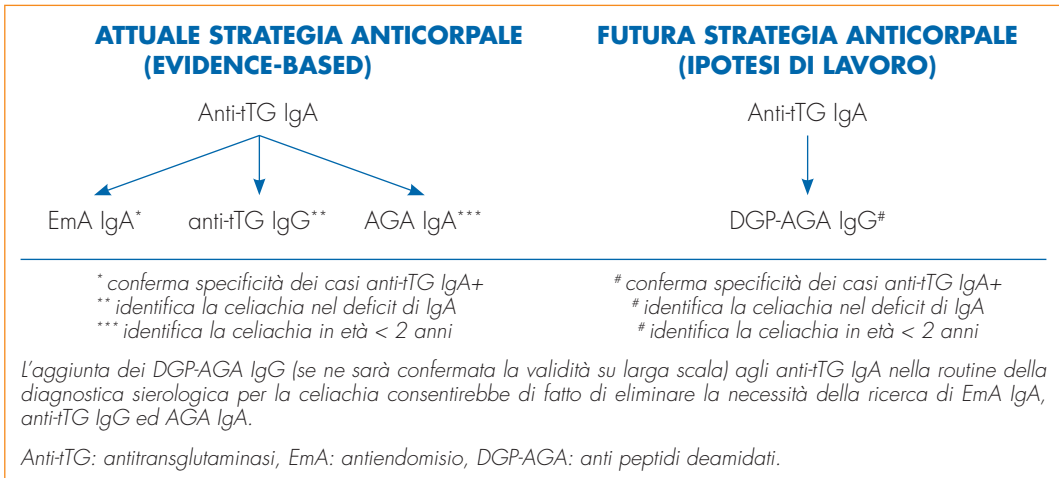 ATTUALE STRATEGIA ANTICORPALE
(EVIDENCE-BASED)
Anti-tTG IgA
EmA IgA* anti-tTG IgG** AGA IgA***
* conferma specificità dei casi anti-tTG IgA+
** identifica la celiachia nel deficit di IgA
*** identifica la celiachia in età < 2 anni
FUTURA STRATEGIA ANTICORPALE
(IPOTESI DI LAVORO)
Anti-tTG IgA
DGP-AGA IgG#
# conferma specificità dei casi anti-tTG IgA+
# identifica la celiachia nel deficit di IgA
# identifica la celiachia in età < 2 anni
L'aggiunta dei DGP-AGA IgG (se ne sarà confermata la validità su larga scala) agli anti-tTG IgA nella routine della
diagnostica sierologica per la celiachia consentirebbe di fatto di eliminare la necessità della ricerca di EmA IgA,
anti-tTG IgG ed AGA IgA.
Anti-tTG: antitransglutaminasi, EmA: antiendomisio, DGP-AGA: anti peptidi deamidati.